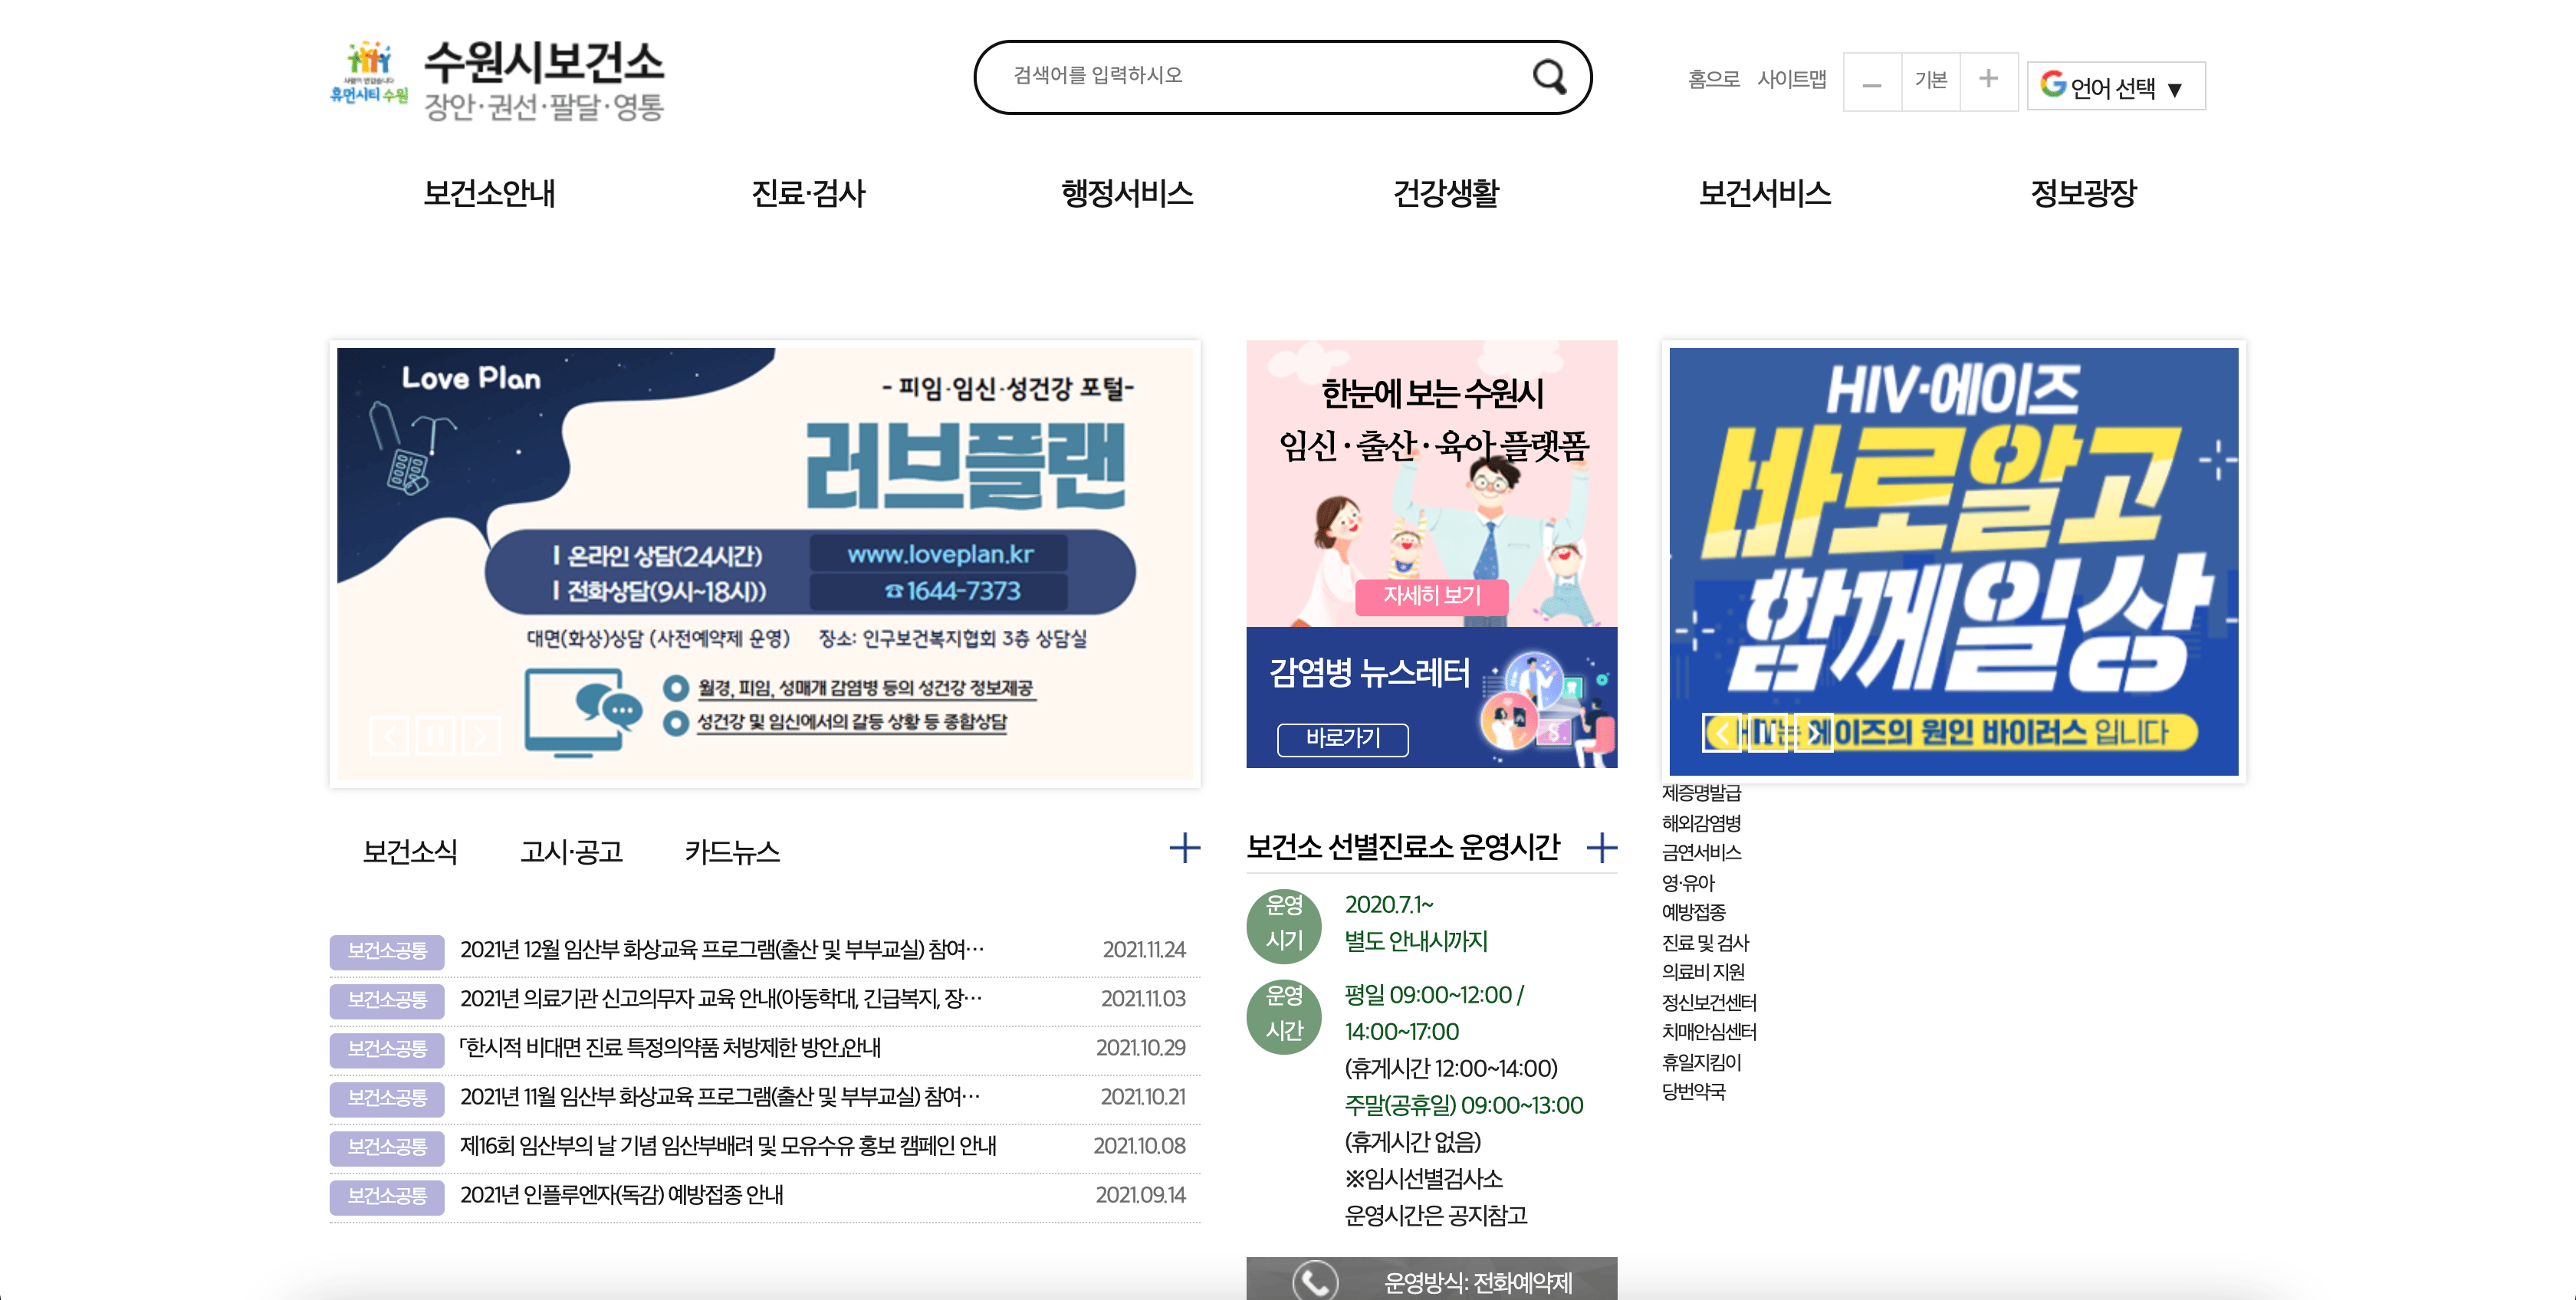 사람이 반갑습니다
휴먼시티 수원
수원시보건소
장안·권선·팔달·영통
검색어를 입력하시오
홈으로 사이트맵 기본 언어 선택 ▼
보건소안내 진료·검사 행정서비스 건강생활 보건서비스 정보광장
Love Plan
- 피임·임신·성건강 포털-
러브플랜
온라인 상담(24시간) www.loveplan.kr
전화상담(9시~18시)) ☎1644-7373
대면(화상)상담 (사전예약제 운영) 장소: 인구보건복지협회 3층 상담실
월경, 피임, 성매개 감염병 등의 성건강 정보제공
성건강 및 임신에서의 갈등 상황 등 종합상담
한눈에 보는 수원시
임신·출산·육아 플랫폼
자세히 보기
감염병 뉴스레터
바로가기
HIV·에이즈
바로알고
함께일상
HIV는 에이즈의 원인 바이러스 입니다
보건소식 고시·공고 카드뉴스
보건소공통 2021년 12월 임산부 화상교육 프로그램(출산 및 부부교실) 참여… 2021.11.24
보건소공통 2021년 의료기관 신고의무자 교육 안내(아동학대, 긴급복지, 장… 2021.11.03
보건소공통 「한시적 비대면 진료 특정의약품 처방제한 방안」안내 2021.10.29
보건소공통 2021년 11월 임산부 화상교육 프로그램(출산 및 부부교실) 참여… 2021.10.21
보건소공통 제16회 임산부의 날 기념 임산부배려 및 모유수유 홍보 캠페인 안내 2021.10.08
보건소공통 2021년 인플루엔자(독감) 예방접종 안내 2021.09.14
보건소 선별진료소 운영시간
운영
시기
2020.7.1~
별도 안내시까지
운영
시간
평일 09:00~12:00 /
14:00~17:00
(휴게시간 12:00~14:00)
주말(공휴일) 09:00~13:00
(휴게시간 없음)
※임시선별검사소
운영시간은 공지참고
운영방식: 전화예약제
제증명발급
해외감염병
금연서비스
영·유아
예방접종
진료 및 검사
의료비 지원
정신보건센터
치매안심센터
휴일지킴이
당번약국